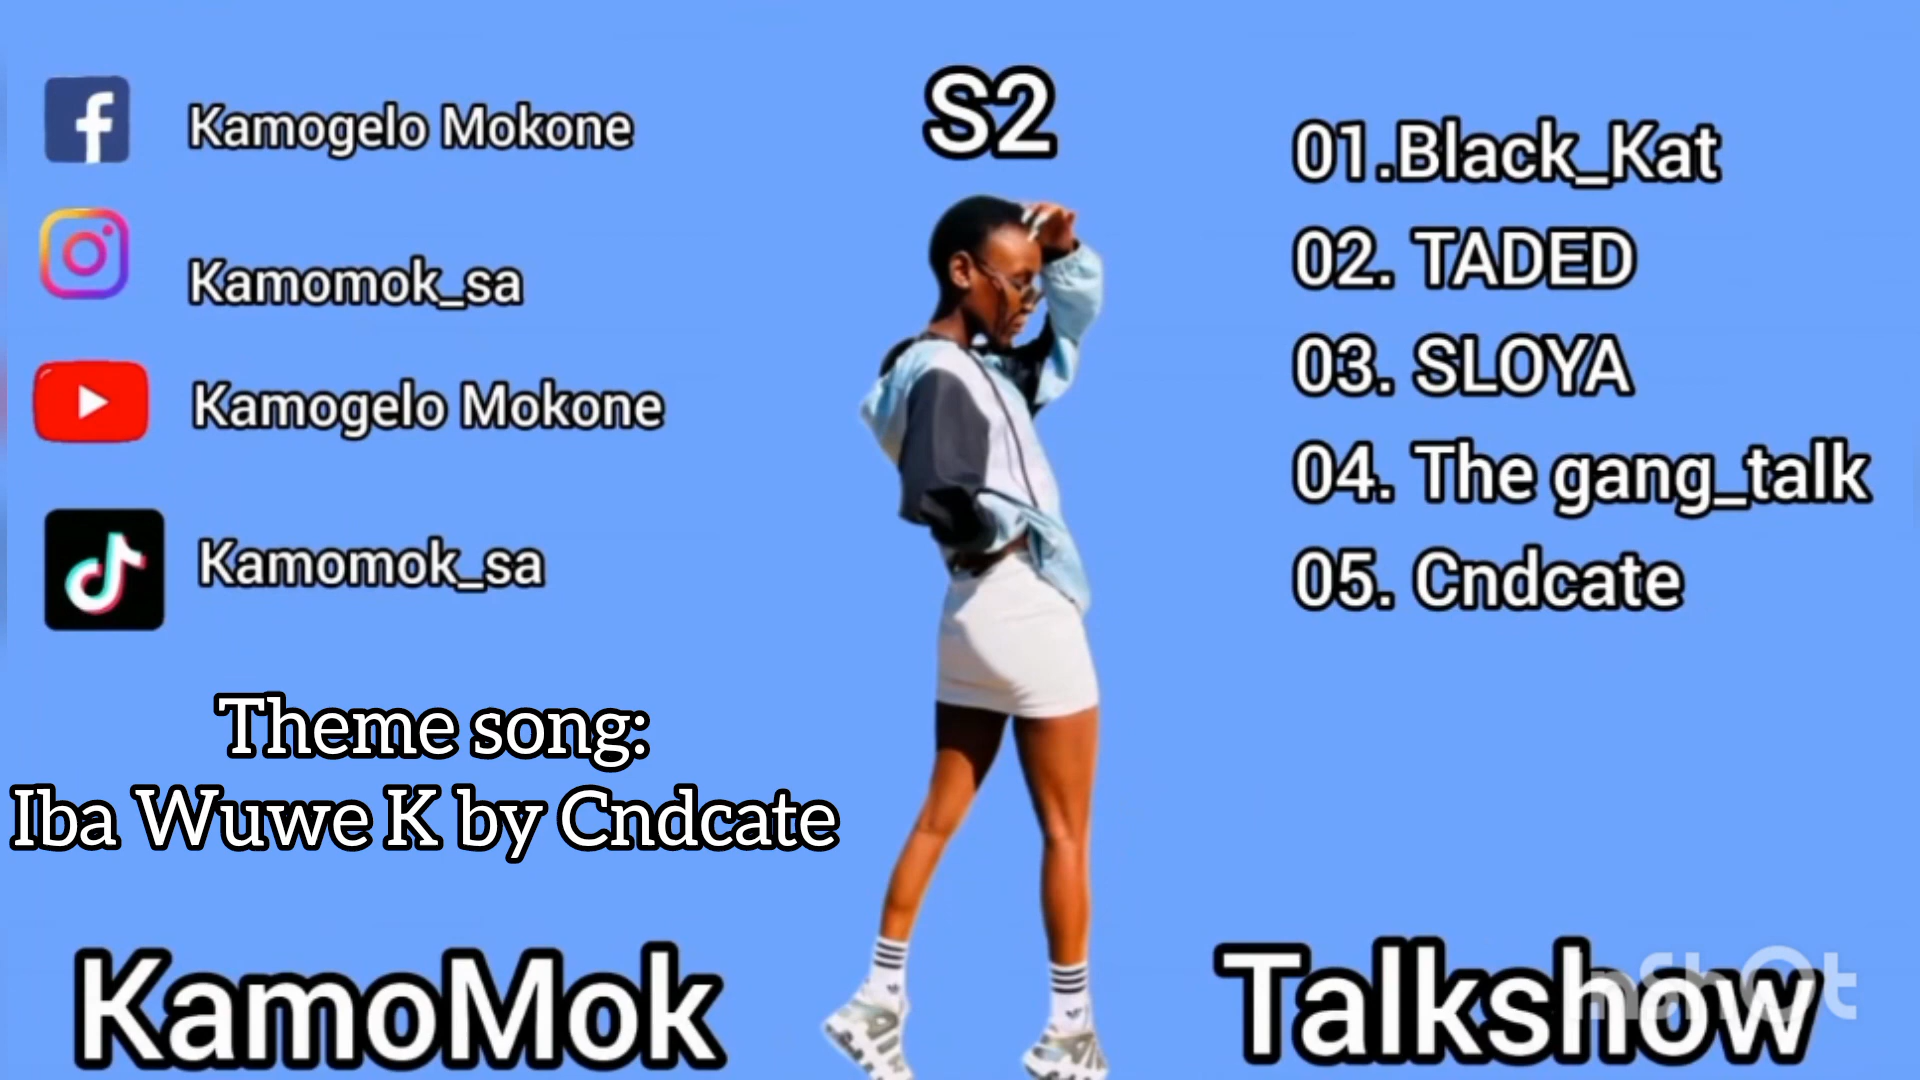 Kamogelo Mokone
Kamomok_sa
Kamogelo Mokone
Kamomok_sa
Theme song:
Iba Wuwe K by Cndcate
S2
01.Black_Kat
02. TADED
03. SLOYA
04. The gang_talk
05. Cndcate
KamoMok
Talkshow
InShOt